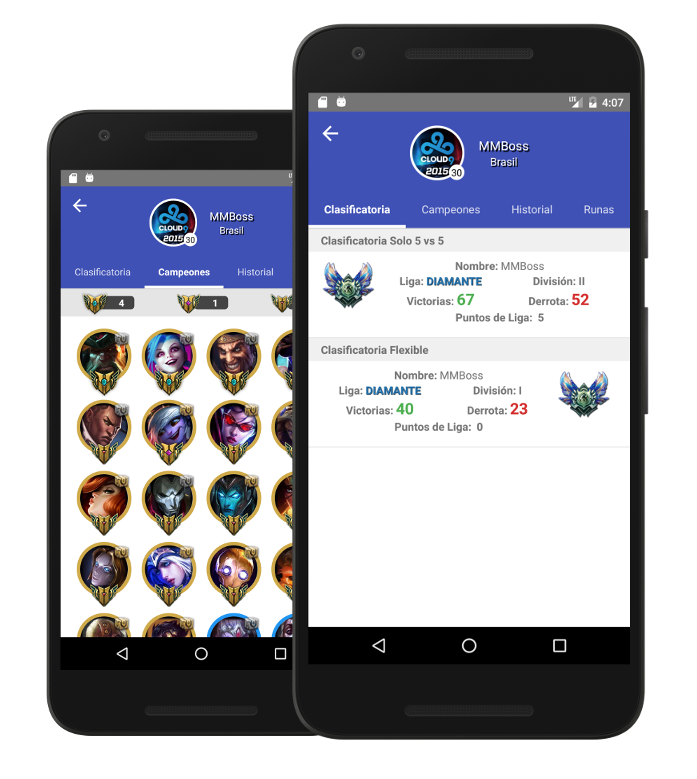 MMBoss
Brasil
CLOUD9
2015
30
Clasificatoria
Campeones
Historial
4
1
LTE
4:07
MMBoss
Brasil
CLOUD9
2015
30
Clasificatoria
Campeones
Historial
Runas
Clasificatoria Solo 5 vs 5
Nombre: MMBoss
Liga: DIAMANTE División: II
Victorias: 67 Derrota: 52
Puntos de Liga: 5
Clasificatoria Flexible
Nombre: MMBoss
Liga: DIAMANTE División: I
Victorias: 40 Derrota: 23
Puntos de Liga: 0